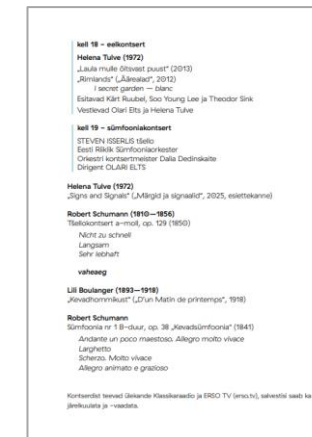 kell 18 – eelkontsert
Helena Tulve (1972)
„Laula mulle õitsvast puust“ (2013)
„Rimlands“ („Äärealad“, 2012)
I secret garden — blanc
Esitavad Kärt Ruubel, Soo Young Lee ja Theodor Sink
Vestlevad Olari Elts ja Helena Tulve
kell 19 – sümfooniakontsert
STEVEN ISSERLIS tšello
Eesti Riiklik Sümfooniaorkester
Orkestri kontsertmeister Dalia Dedinskaite
Dirigent OLARI ELTS
Helena Tulve (1972)
„Signs and Signals“ („Märgid ja signaalid“, 2025, esiettekanne)
Robert Schumann (1810—1856)
Tšellokontsert a-moll, op. 129 (1850)
Nicht zu schnell
Langsam
Sehr lebhaft
vaheaeg
Lili Boulanger (1893—1918)
„Kevadhommikust“ („D’un Matin de printemps“, 1918)
Robert Schumann
Sümfoonia nr 1 B-duur, op. 38 „Kevadsümfoonia“ (1841)
Andante un poco maestoso. Allegro molto vivace
Larghetto
Scherzo. Molto vivace
Allegro animato e grazioso
Kontserdist teevad ülekande Klassikaraadio ja ERSO TV (erso.tv), salvestisi saab ka
järelkuulata ja -vaadata.